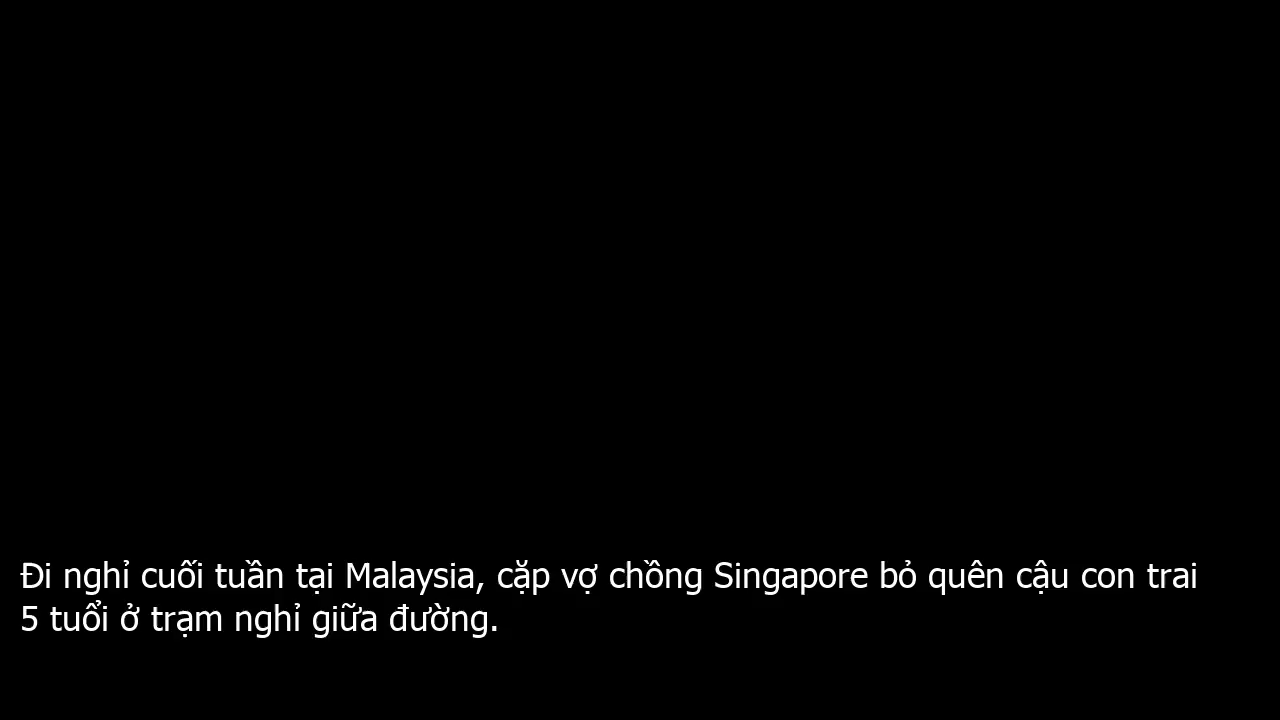 Đi nghỉ cuối tuần tại Malaysia, cặp vợ chồng Singapore bỏ quên cậu con trai
5 tuổi ở trạm nghỉ giữa đường.